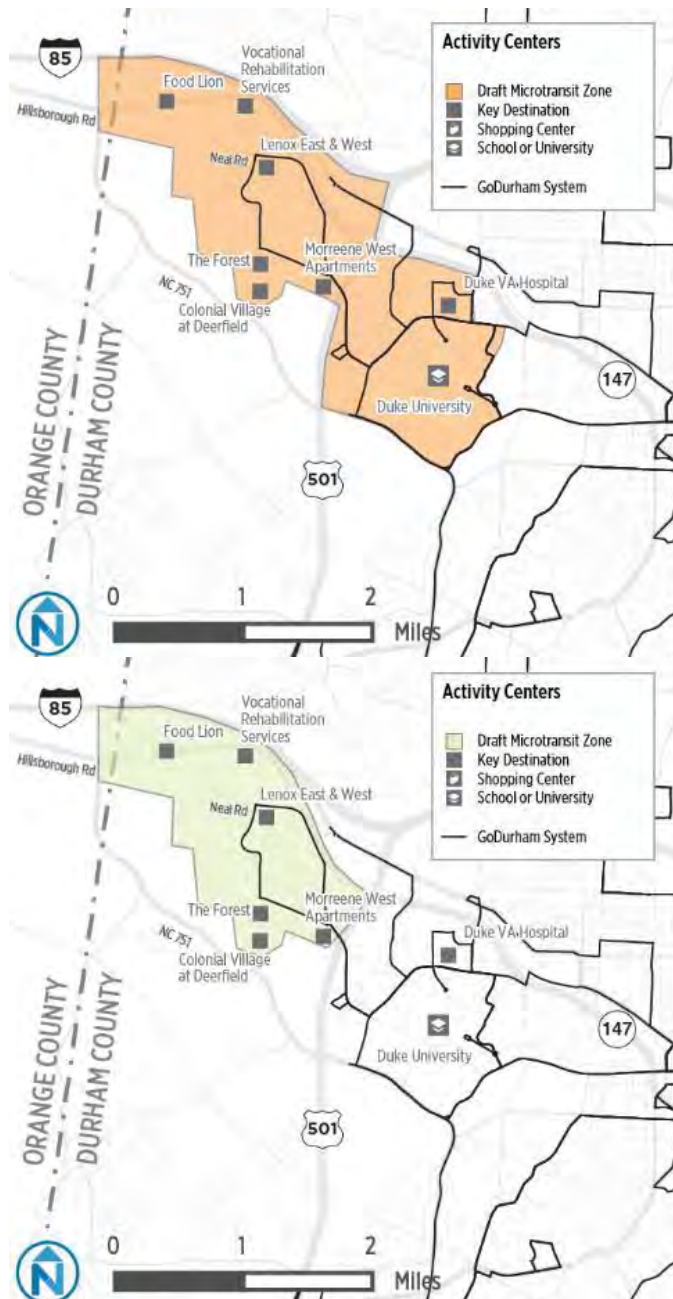 85
Hillsborough Rd
Food Lion
Vocational
Rehabilitation
Services
Neal Rd
Lenox East & West
The Forest
Morreene West
Apartments
NC 751
Colonial Village
at Deerfield
Duke VA Hospital
Duke University
147
501
ORANGE COUNTY
DURHAM COUNTY
Activity Centers
Draft Microtransit Zone
Key Destination
Shopping Center
School or University
GoDurham System
N
0 1 2
Miles
85
Hillsborough Rd
Food Lion
Vocational
Rehabilitation
Services
Neal Rd
Lenox East & West
The Forest
Morreene West
Apartments
NC 751
Colonial Village
at Deerfield
Duke VA Hospital
Duke University
147
501
ORANGE COUNTY
DURHAM COUNTY
Activity Centers
Draft Microtransit Zone
Key Destination
Shopping Center
School or University
GoDurham System
N
0 1 2
Miles